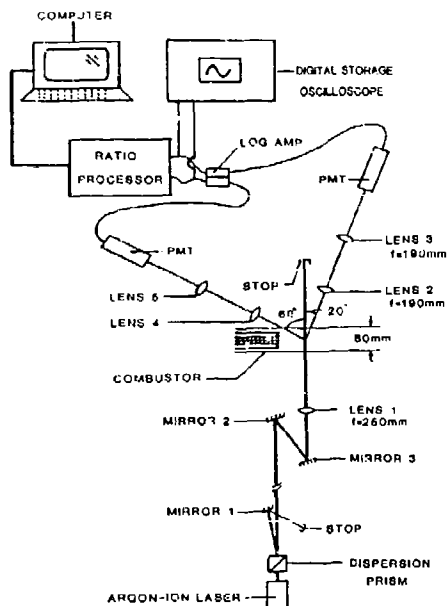 COMPUTER
DIGITAL STORAGE
OSCILLOSCOPE
LOG AMP
RATIO
PROCESSOR
PMT
PMT
LENS 3
f=190mm
STOP
LENS 2
f=190mm
LENS 5
LENS 4
60°
20°
50mm
COMBUSTOR
LENS 1
f=250mm
MIRROR 2
MIRROR 3
MIRROR 1
STOP
DISPERSION
PRISM
ARGON-ION LASER